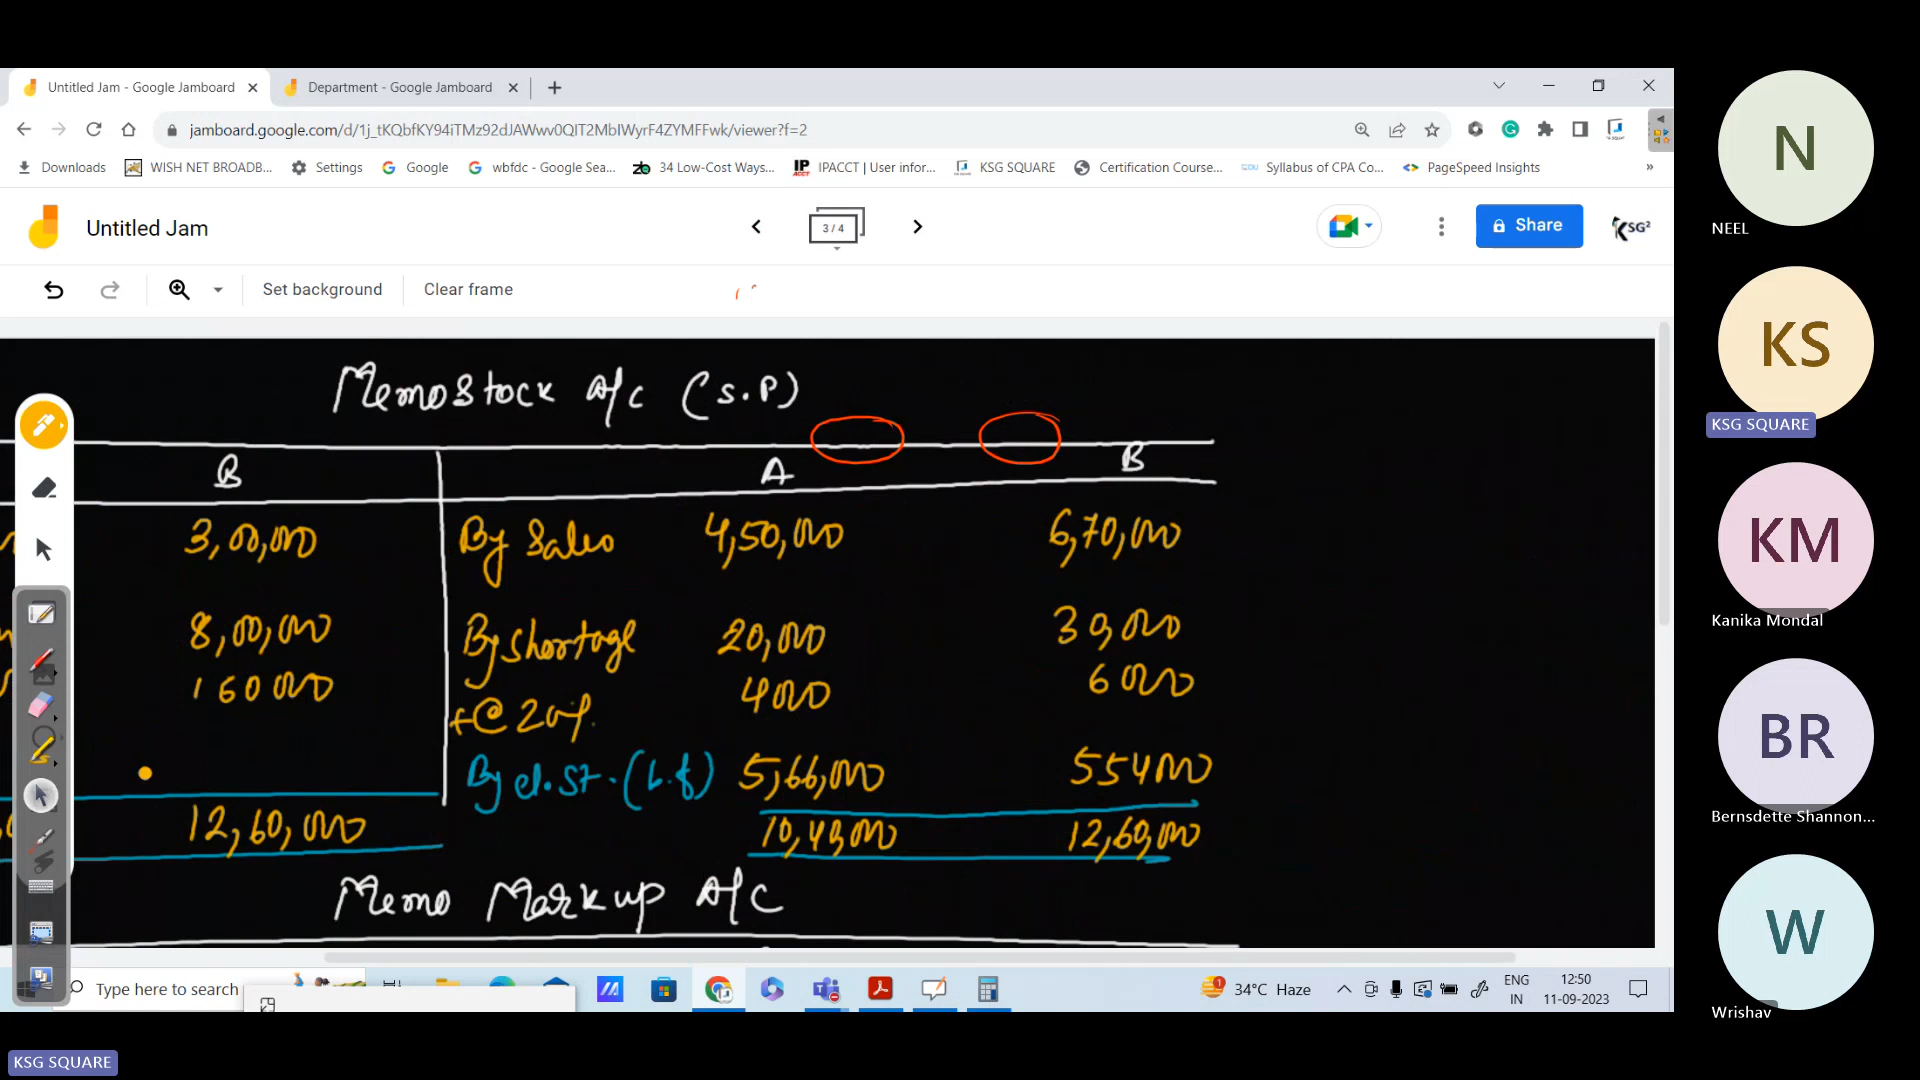 Untitled Jam - Google Jamboard
Department - Google Jamboard
jamboard.google.com/d/1j_tKQbfKY94iTMz92dJAWwv0QlT2MbIWyrF4ZYMFFwk/viewer?f=2
Downloads WISH NET BROADB... Settings Google wbfdc - Google Sea... 34 Low-Cost Ways... IPACCT | User infor... KSG SQUARE Certification Course... Syllabus of CPA Co... PageSpeed Insights »
Untitled Jam
3 / 4
Share
KSG²
Set background Clear frame
Memo Stock A/c (S.P)
B A B
3,00,000 By Sales 4,50,000 6,70,000
8,00,000 By Shortage 20,000 30,000
160000 +@20% 4000 6000
By cl. St. (b.f) 5,66,000 554000
12,60,000 10,40,000 12,60,000
Memo Markup A/C
Type here to search
34°C Haze
ENG
IN
12:50
11-09-2023
N
NEEL
KS
KSG SQUARE
KM
Kanika Mondal
BR
Bernsdette Shannon...
W
Wrishav
KSG SQUARE